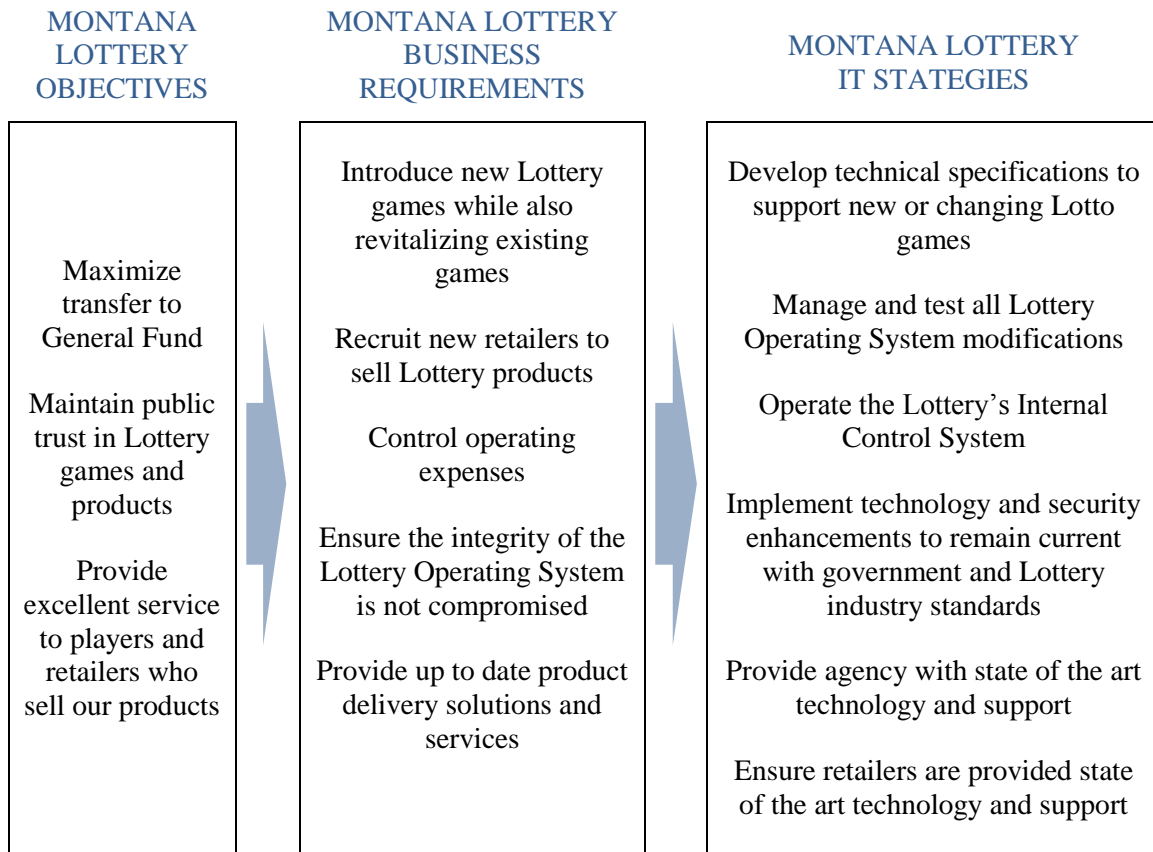 MONTANA
LOTTERY
OBJECTIVES
Maximize
transfer to
General Fund
Maintain public
trust in Lottery
games and
products
Provide
excellent service
to players and
retailers who
sell our products
MONTANA LOTTERY
BUSINESS
REQUIREMENTS
Introduce new Lottery
games while also
revitalizing existing
games
Recruit new retailers to
sell Lottery products
Control operating
expenses
Ensure the integrity of the
Lottery Operating System
is not compromised
Provide up to date product
delivery solutions and
services
MONTANA LOTTERY
IT STATEGIES
Develop technical specifications to
support new or changing Lotto
games
Manage and test all Lottery
Operating System modifications
Operate the Lottery’s Internal
Control System
Implement technology and security
enhancements to remain current
with government and Lottery
industry standards
Provide agency with state of the art
technology and support
Ensure retailers are provided state
of the art technology and support